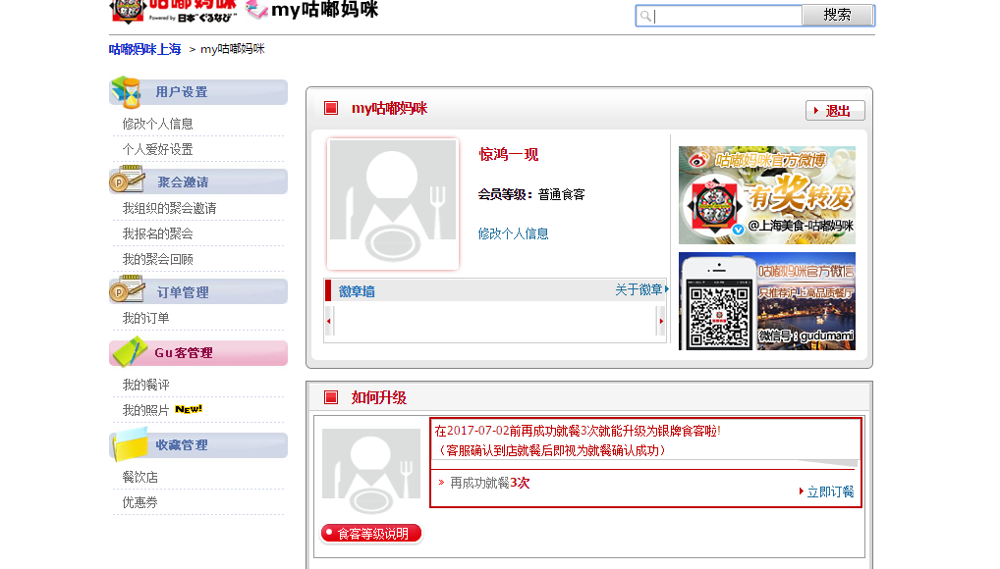 咕嘟妈咪
Powered by 日本"ぐるなび"
my咕嘟妈咪
搜索
咕嘟妈咪上海 > my咕嘟妈咪
用户设置
修改个人信息
个人爱好设置
聚会邀请
我组织的聚会邀请
我报名的聚会
我的聚会回顾
订单管理
我的订单
Gu客管理
我的餐评
我的照片 New!
收藏管理
餐饮店
优惠券
my咕嘟妈咪
退出
惊鸿一现
会员等级：普通食客
修改个人信息
徽章墙
关于徽章
咕嘟妈咪官方微博
有奖转发
@上海美食-咕嘟妈咪
咕嘟妈咪官方微信
只推荐沪上高品质餐厅
微信号：gudumami
如何升级
在2017-07-02前再成功就餐3次就能升级为银牌食客啦!
（客服确认到店就餐后即视为就餐确认成功）
» 再成功就餐3次
立即订餐
食客等级说明